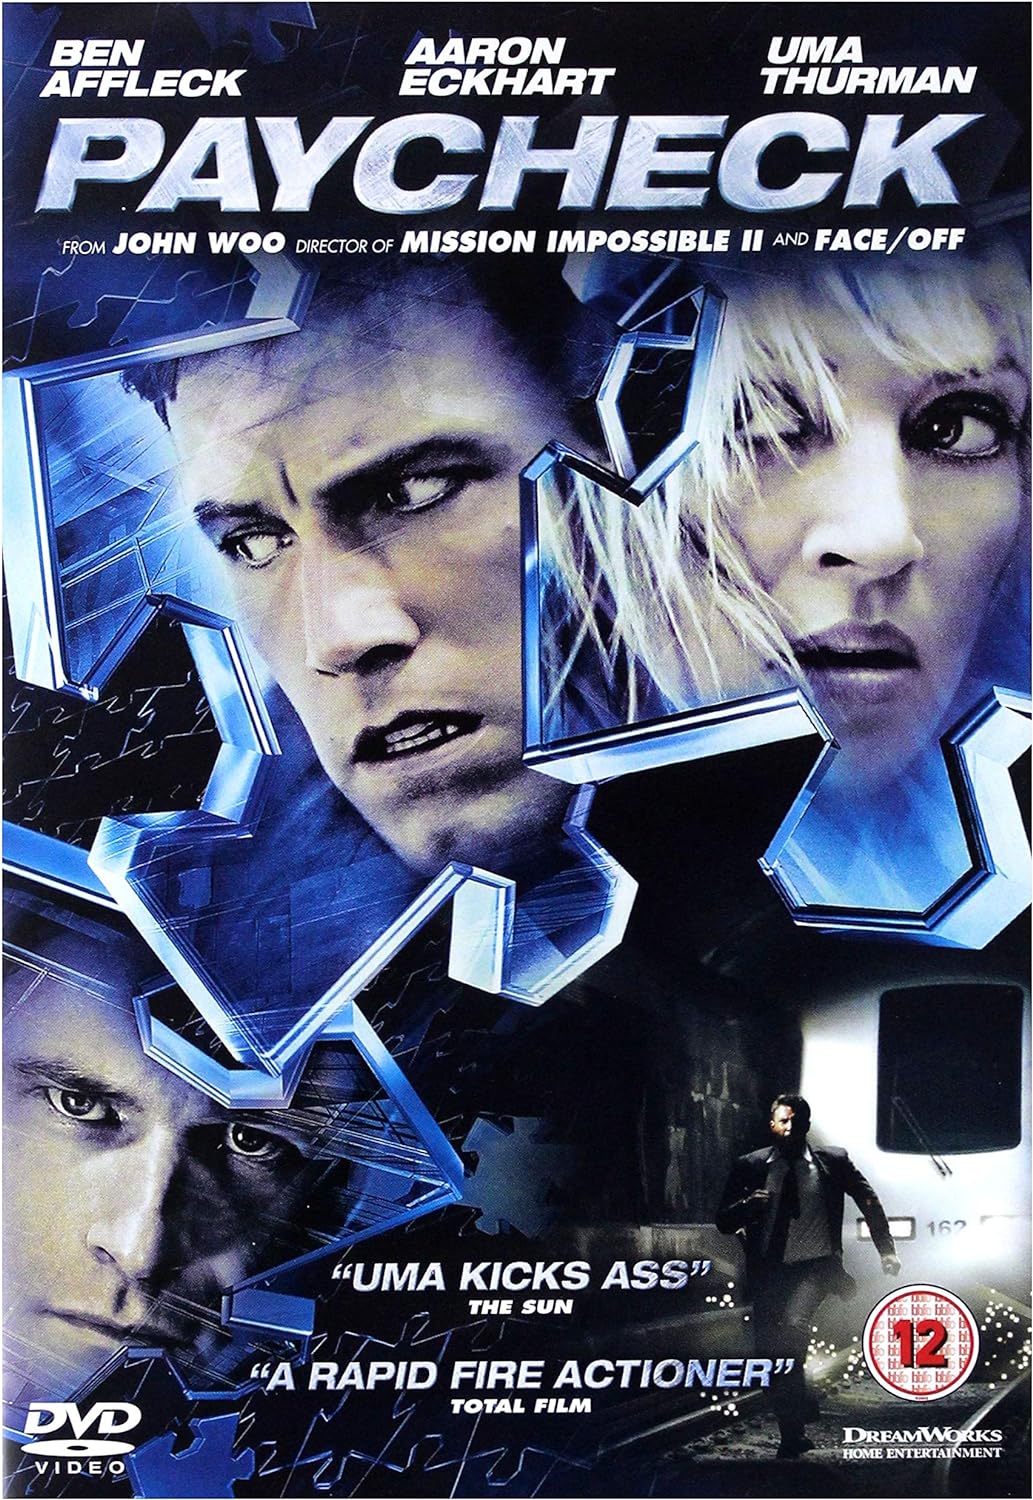 BEN AFFLECK
AARON ECKHART
UMA THURMAN
PAYCHECK
FROM JOHN WOO DIRECTOR OF MISSION IMPOSSIBLE II AND FACE/OFF
162
"UMA KICKS ASS"
THE SUN
"A RAPID FIRE ACTIONER"
TOTAL FILM
12
DVD
VIDEO
DREAMWORKS
HOME ENTERTAINMENT